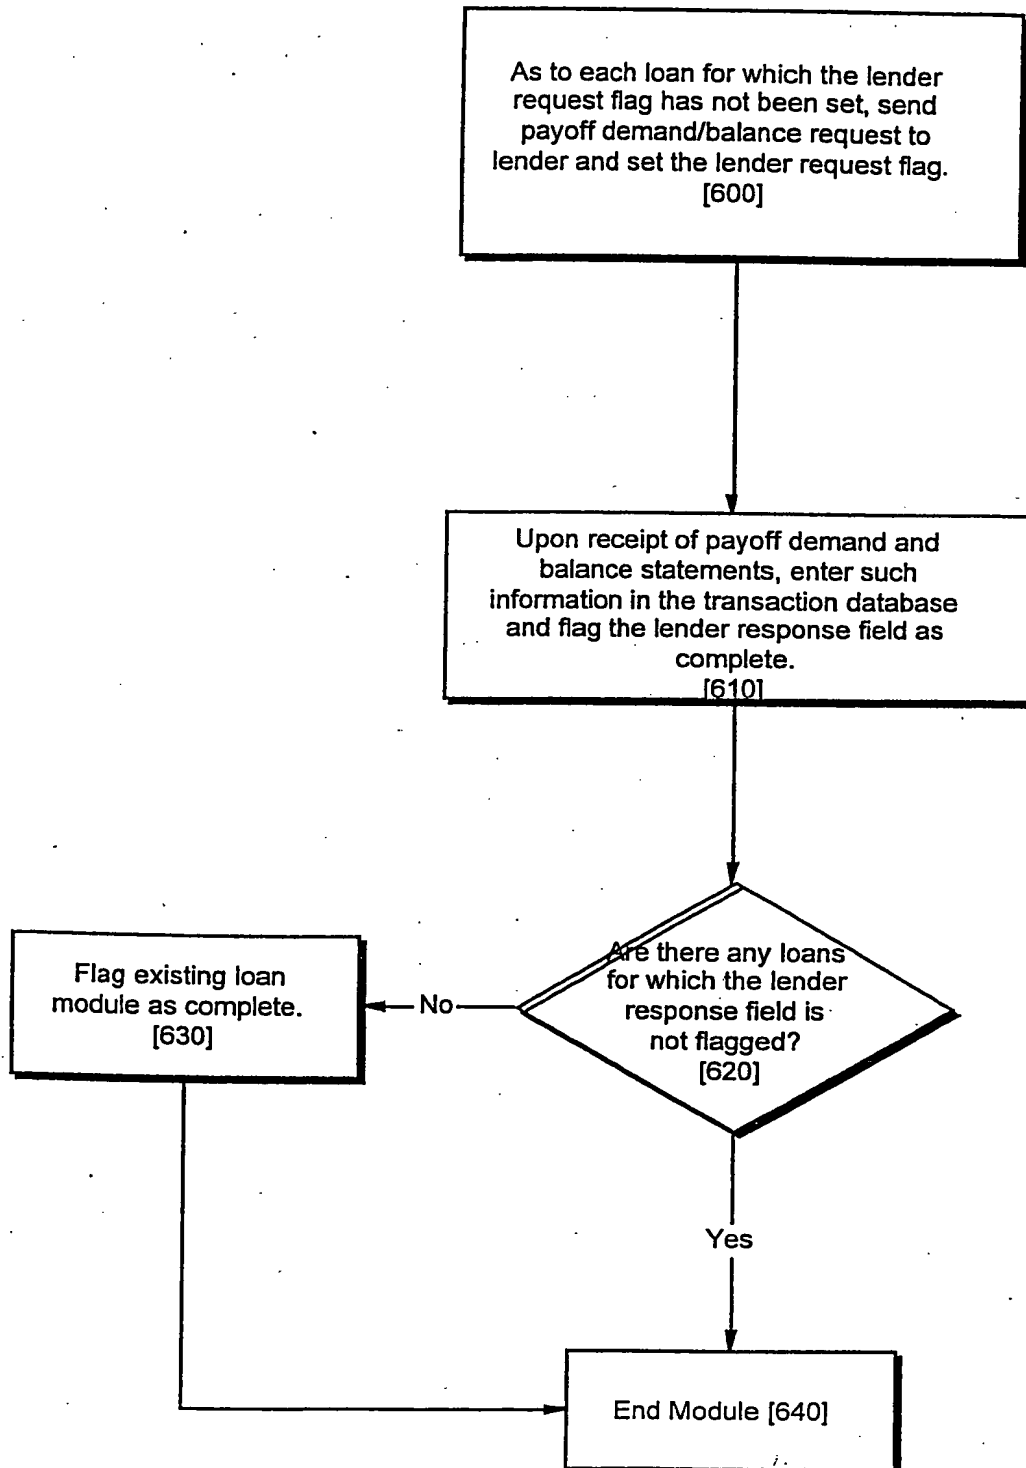 As to each loan for which the lender
request flag has not been set, send
payoff demand/balance request to
lender and set the lender request flag.
[600]
Upon receipt of payoff demand and
balance statements, enter such
information in the transaction database
and flag the lender response field as
complete.
[610]
Are there any loans
for which the lender
response field is
not flagged?
[620]
No
Flag existing loan
module as complete.
[630]
Yes
End Module [640]